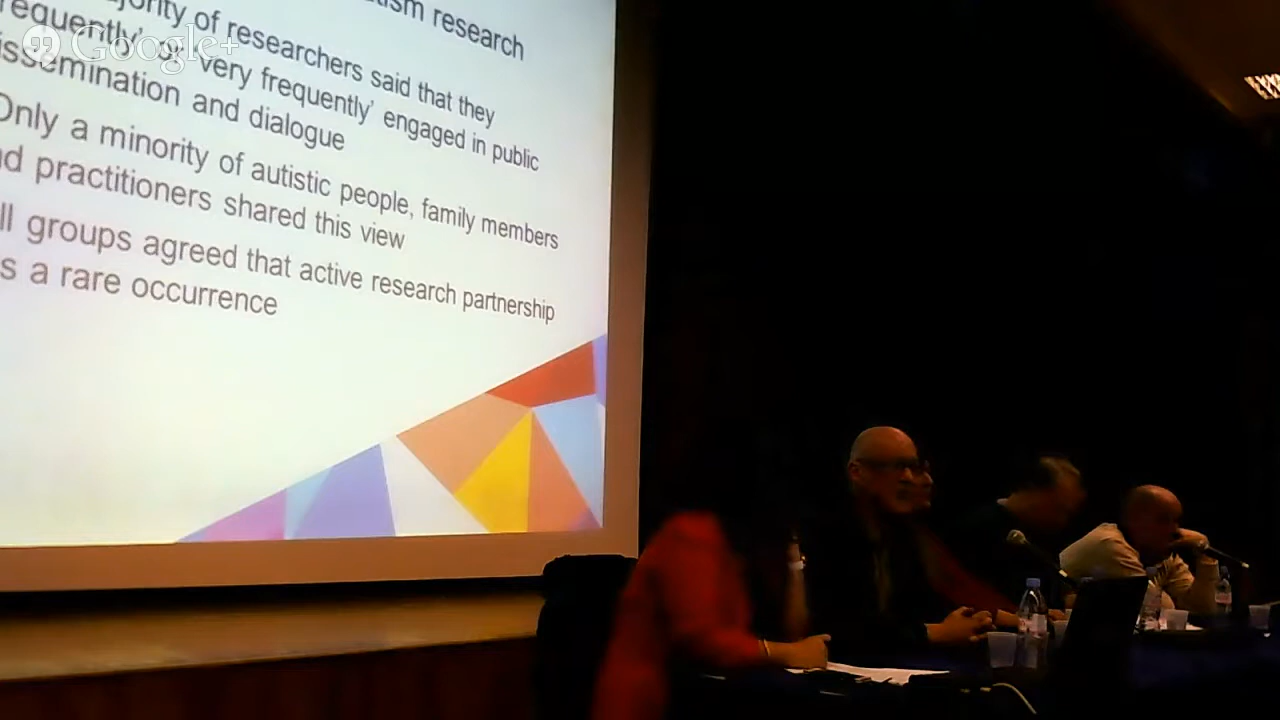 ism research
jority of researchers said that they
equently' or 'very frequently' engaged in public
issemination and dialogue
Only a minority of autistic people, family members
nd practitioners shared this view
ll groups agreed that active research partnership
s a rare occurrence
Google+